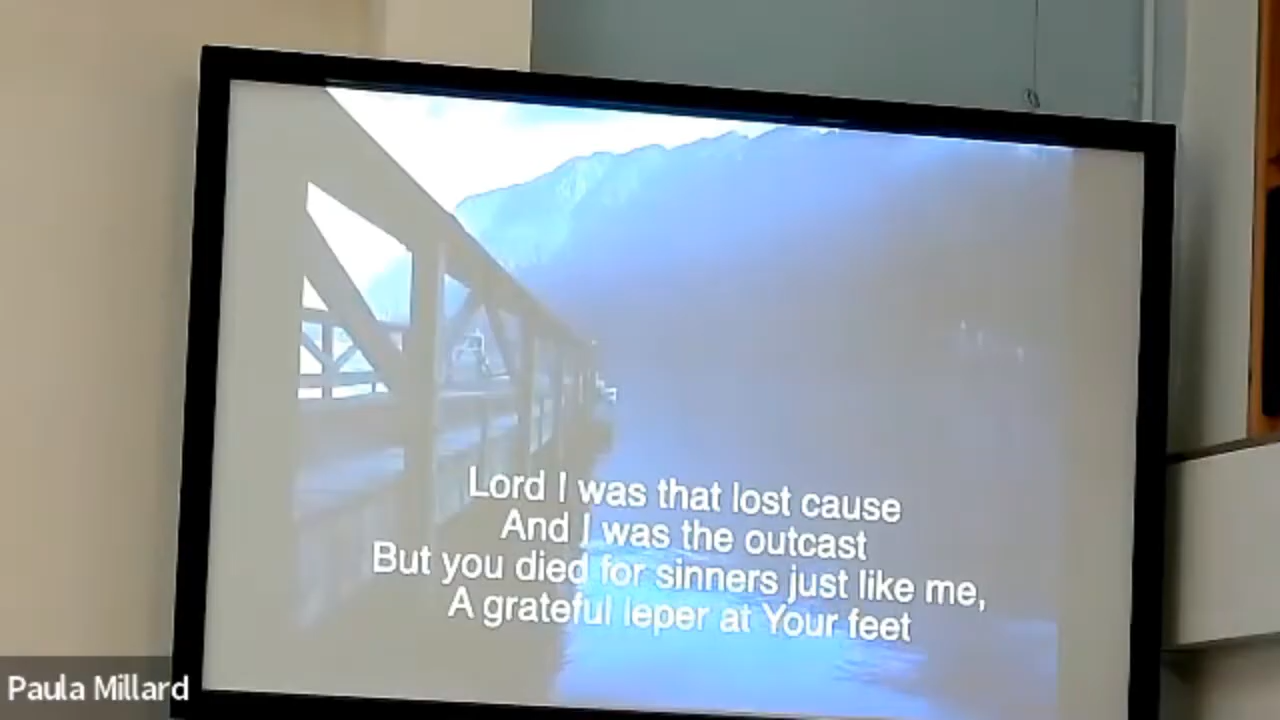 Lord I was that lost cause
And I was the outcast
But you died for sinners just like me,
A grateful leper at Your feet
Paula Millard